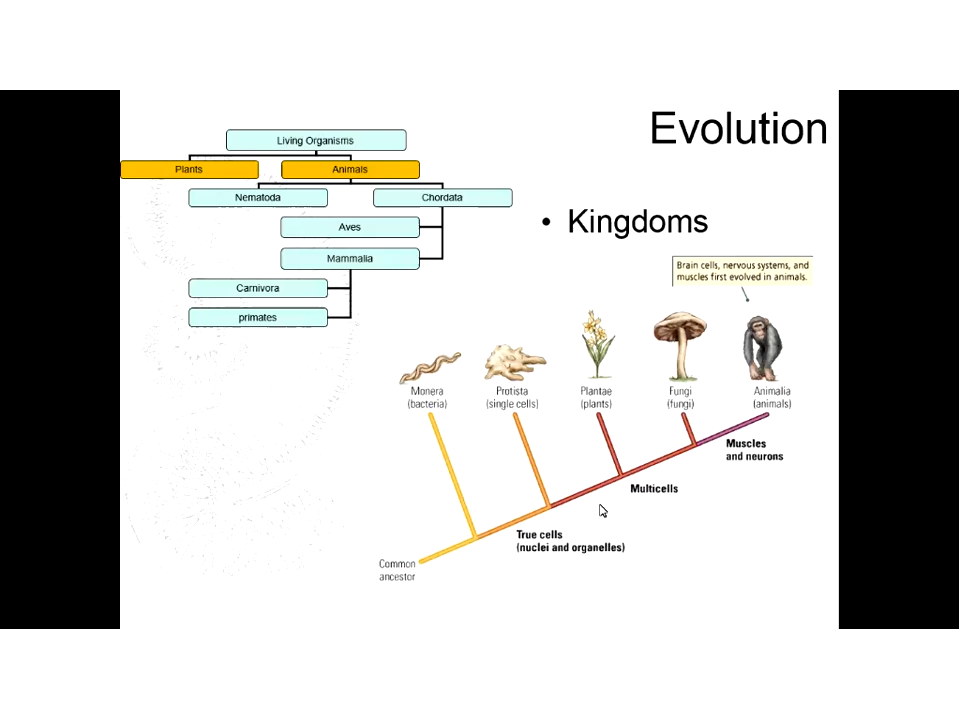 Evolution
Living Organisms
Plants
Animals
Nematoda
Chordata
Aves
Mammalia
Carnivora
primates
• Kingdoms
Brain cells, nervous systems, and
muscles first evolved in animals.
Monera
(bacteria)
Protista
(single cells)
Plantae
(plants)
Fungi
(fungi)
Animalia
(animals)
Muscles
and neurons
Multicells
True cells
(nuclei and organelles)
Common
ancestor